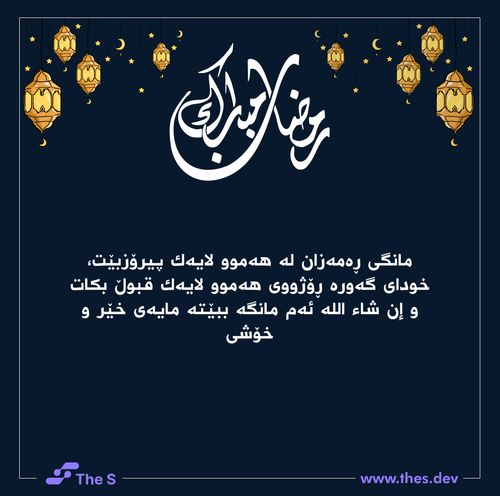 رمضان مبارك
مانگی ڕەمەزان لە هەموو لایەك پیرۆزبێت،
خودای گەورە ڕۆژووی هەموو لایەك قبوڵ بکات
و إن شاء الله ئەم مانگە ببێتە مایەی خێر و
خۆشی
The S
www.thes.dev